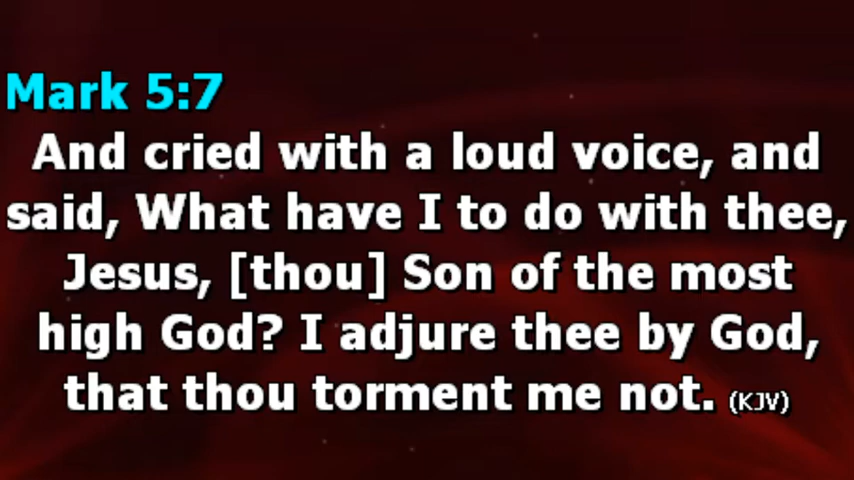 Mark 5:7
And cried with a loud voice, and
said, What have I to do with thee,
Jesus, [thou] Son of the most
high God? I adjure thee by God,
that thou torment me not. (KJV)